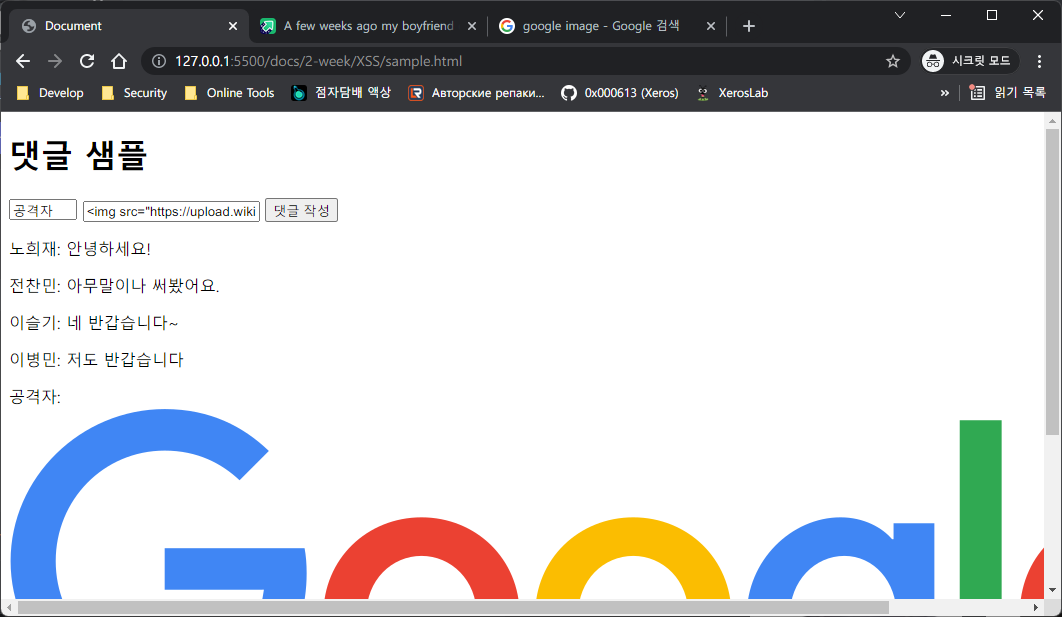 Document
A few weeks ago my boyfriend
google image - Google 검색
127.0.0.1:5500/docs/2-week/XSS/sample.html
시크릿 모드
Develop
Security
Online Tools
점자담배 액상
Авторские репаки...
0x000613 (Xeros)
XerosLab
»
읽기 목록
댓글 샘플
공격자
<img src="https://upload.wiki
댓글 작성
노희재: 안녕하세요!
전찬민: 아무말이나 써봤어요.
이슬기: 네 반갑습니다~
이병민: 저도 반갑습니다
공격자:
Google